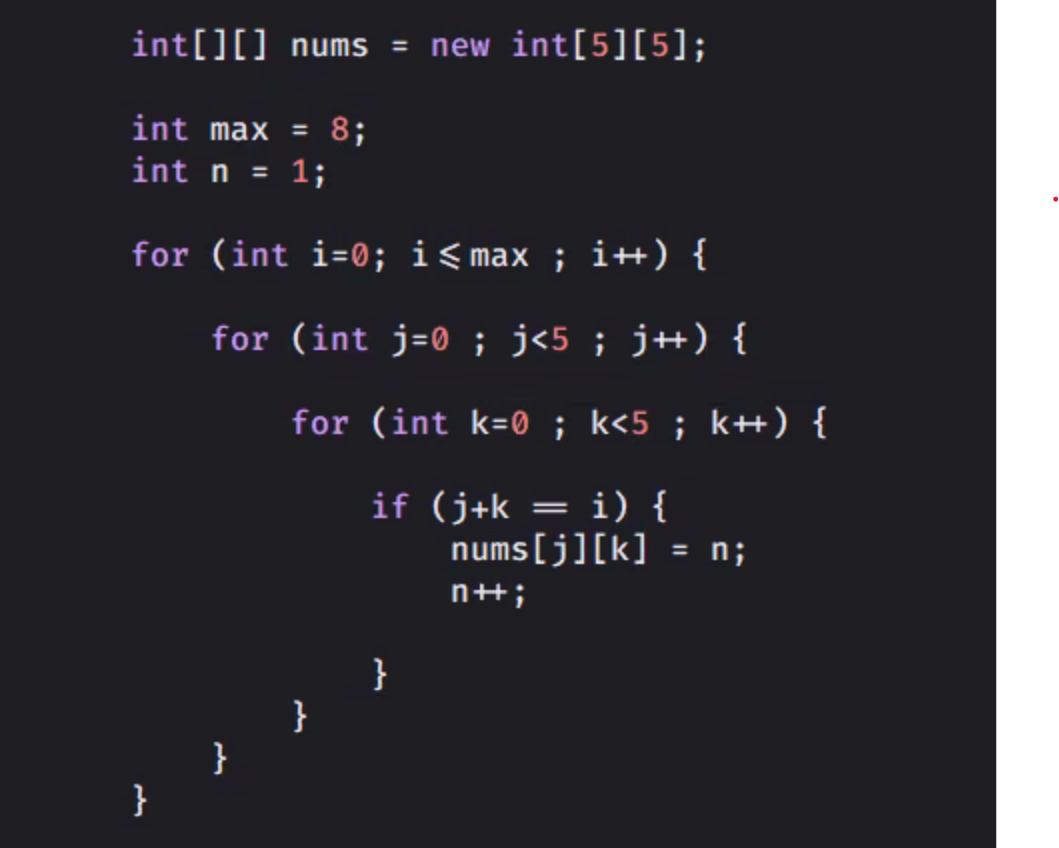 int[][] nums = new int[5][5];
int max = 8;
int n = 1;
for (int i=0; i<=max ; i++) {
for (int j=0 ; j<5 ; j++) {
for (int k=0 ; k<5 ; k++) {
if (j+k == i) {
nums[j][k] = n;
n++;
}
}
}
}